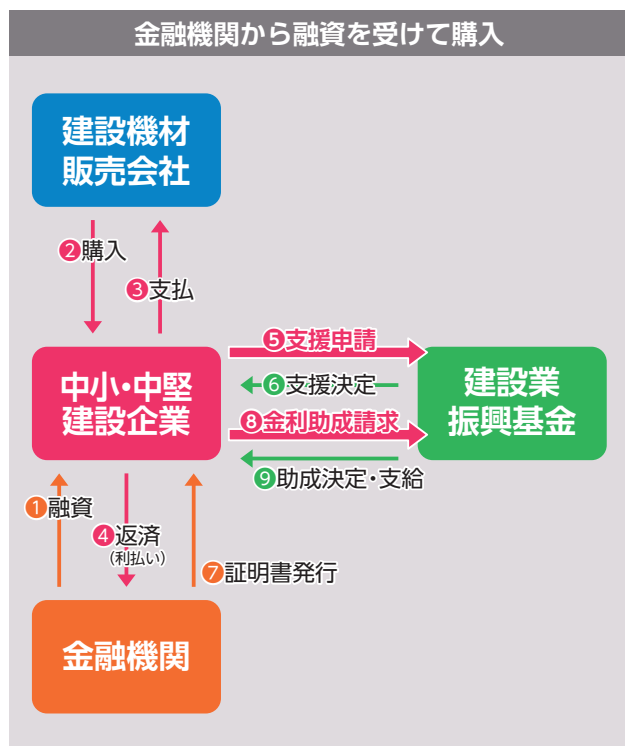 金融機関から融資を受けて購入
建設機材
販売会社
❷購入
❸支払
❺支援申請
中小・中堅
建設企業
❻支援決定
建設業
振興基金
❽金利助成請求
❾助成決定・支給
❶融資
❹返済
(利払い)
❼証明書発行
金融機関